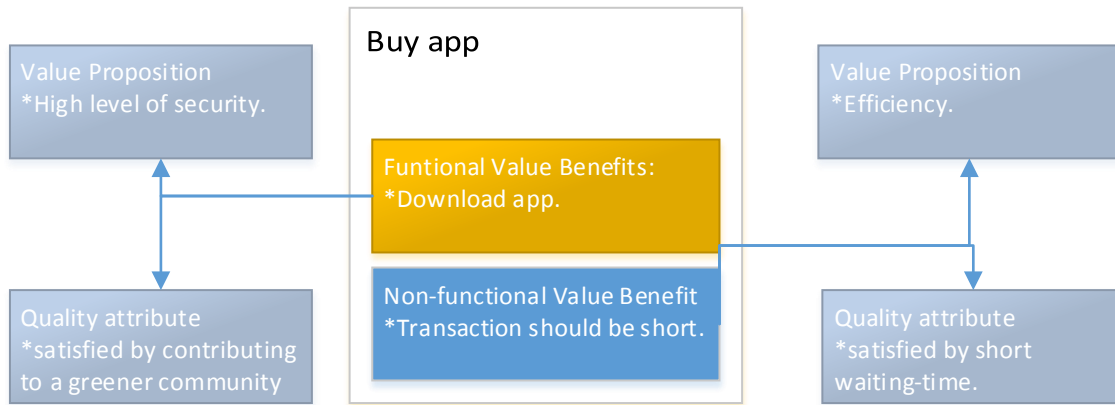 Buy app
Value Proposition
*High level of security.
Funtional Value Benefits:
*Download app.
Non-functional Value Benefit
*Transaction should be short.
Quality attribute
*satisfied by contributing
to a greener community
Value Proposition
*Efficiency.
Quality attribute
*satisfied by short
waiting-time.